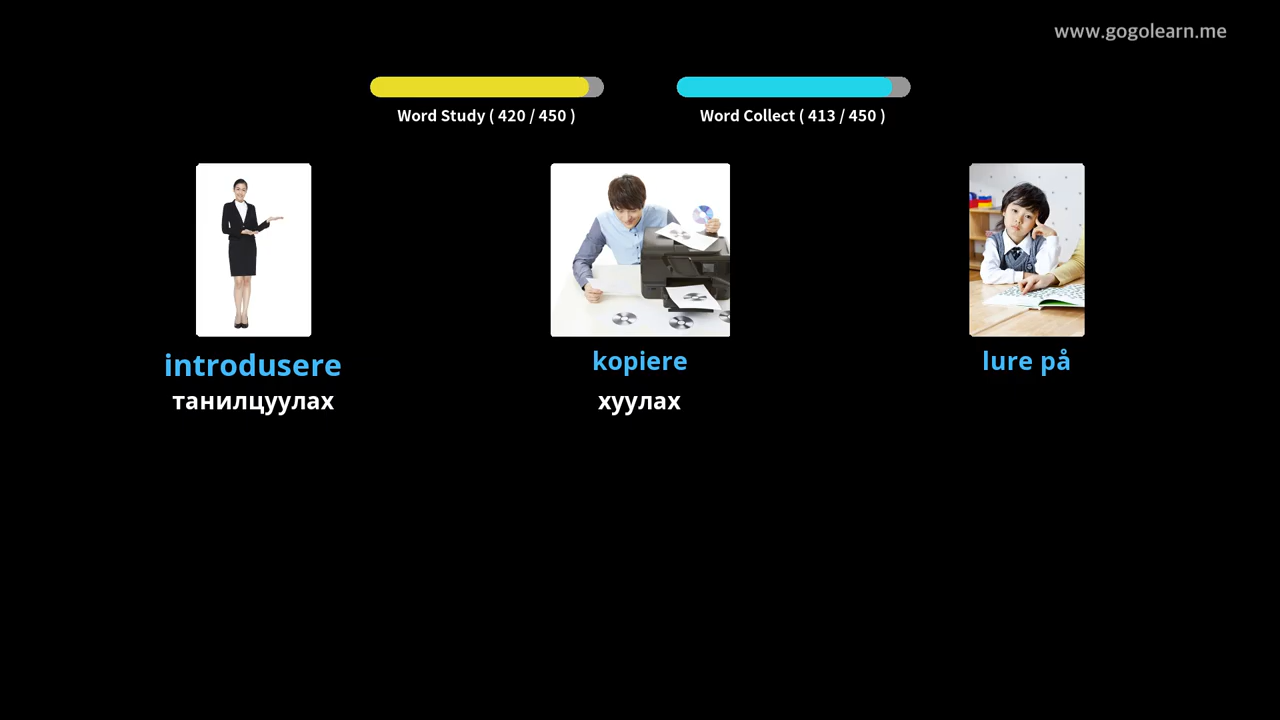 www.gogolearn.me
Word Study ( 420 / 450 )
Word Collect ( 413 / 450 )
introdusere
kopiere
lure på
танилцуулах
хуулах